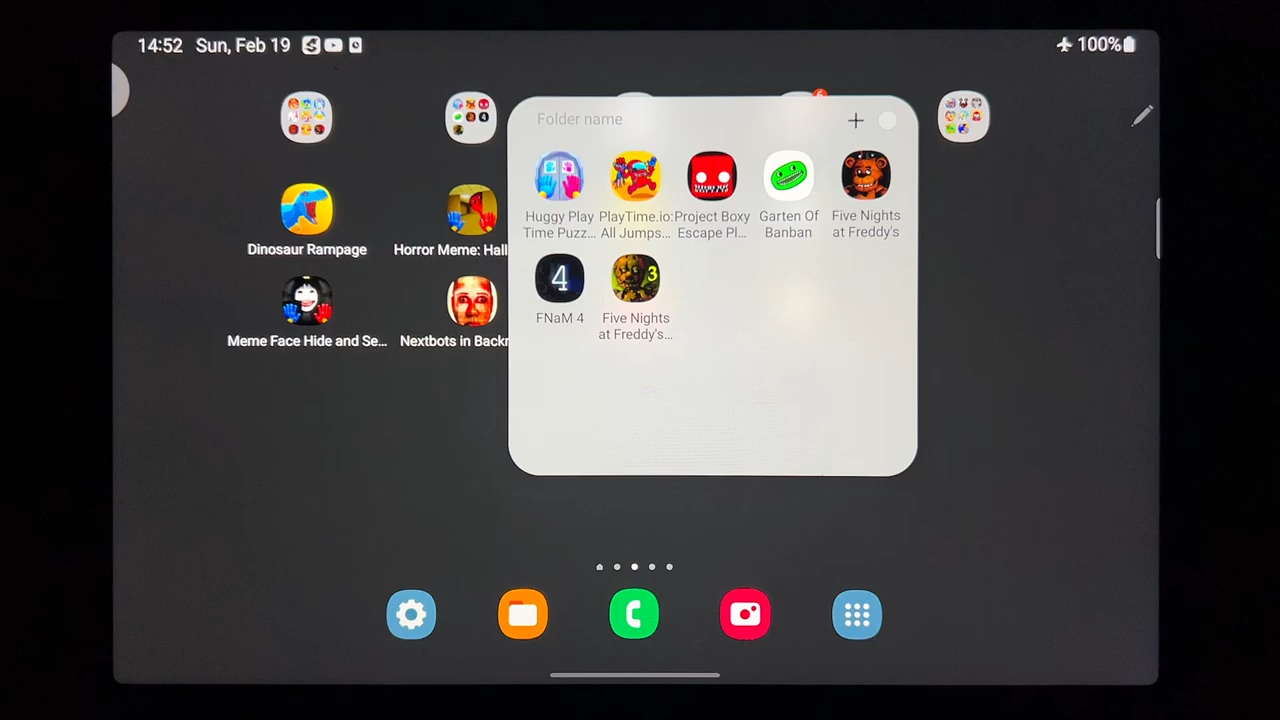 14:52 Sun, Feb 19
100%
6
Folder name
Huggy Play
Time Puzz...
PlayTime.io:
All Jumps...
Project Boxy
Escape Pl...
Garten Of
Banban
Five Nights
at Freddy's
4
FNaM 4
3
Five Nights
at Freddy's...
Dinosaur Rampage
Horror Meme: Hall
Meme Face Hide and Se...
Nextbots in Backr